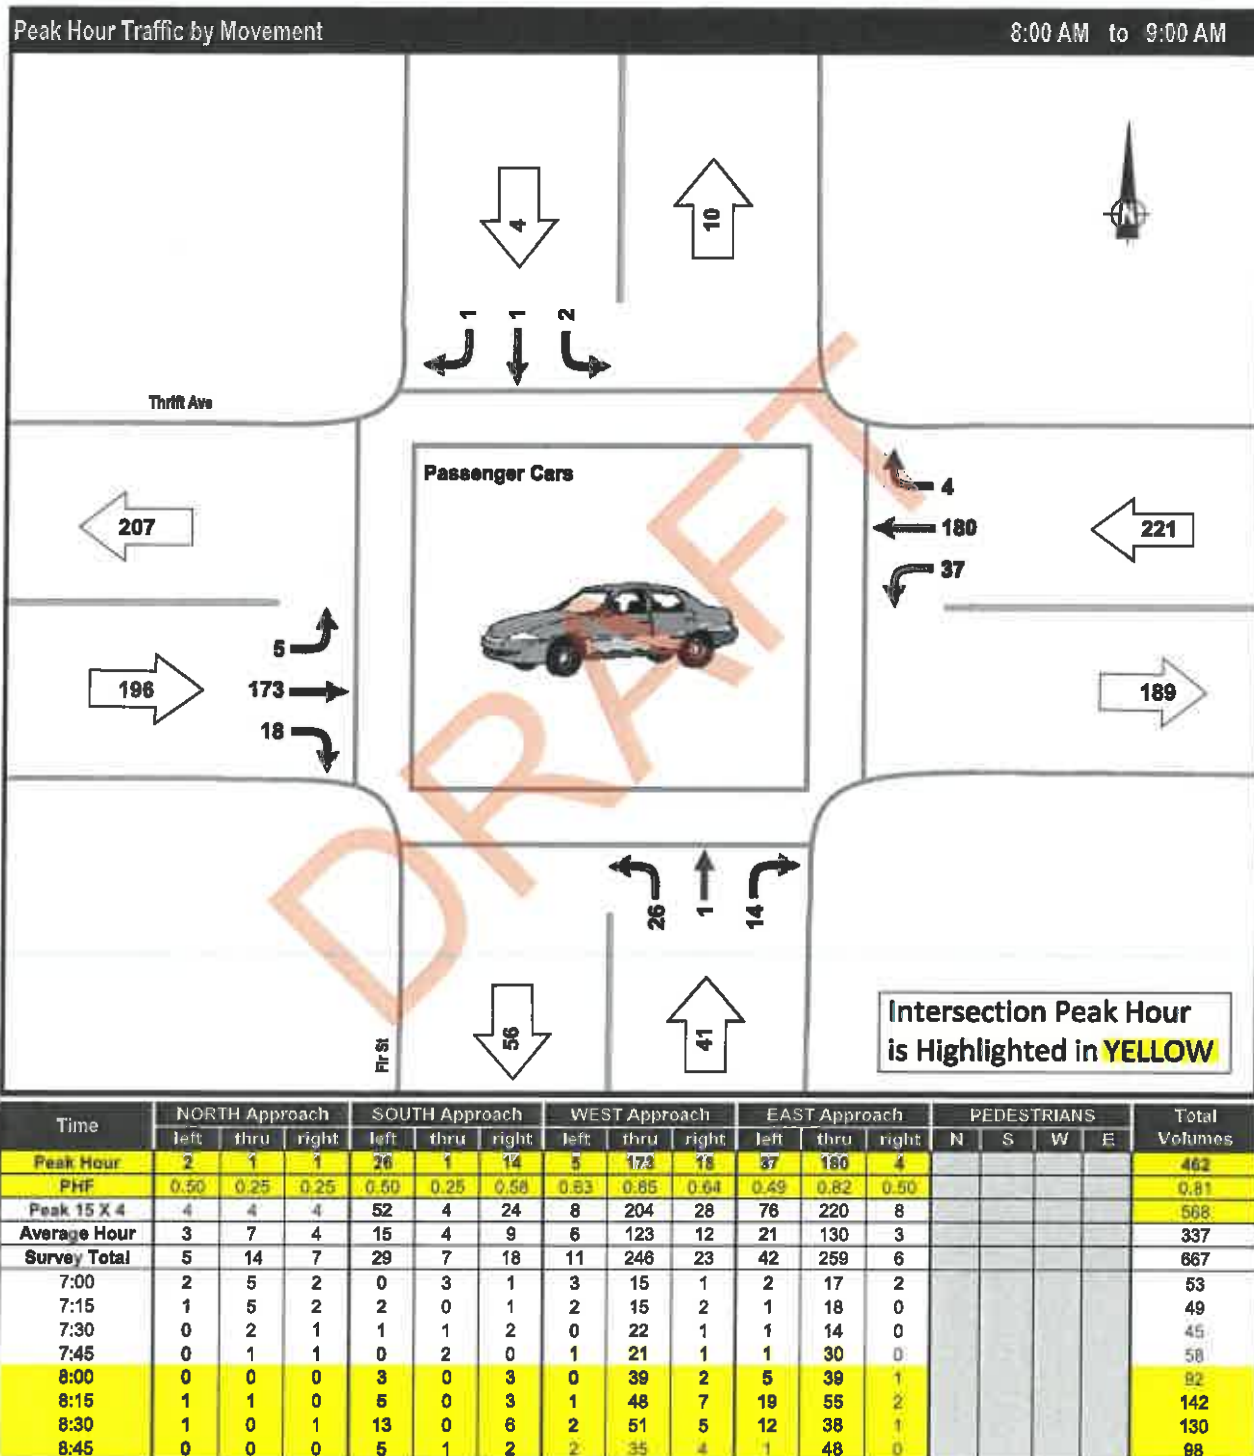 Peak Hour Traffic by Movement 8:00 AM to 9:00 AM
4 10
1 1 2
Thrift Ave
Passenger Cars
4
207 180 221
37
5
196 173 189
18
26 1 14
Intersection Peak Hour
is Highlighted in YELLOW
Fir St 56 41
DRAFT
Time NORTH Approach SOUTH Approach WEST Approach EAST Approach PEDESTRIANS Total
left thru right left thru right left thru right left thru right N S W E Volumes
Peak Hour 2 1 1 26 1 14 5 173 18 37 180 4 462
PHF 0.50 0.25 0.25 0.50 0.25 0.58 0.63 0.85 0.64 0.49 0.82 0.50 0.81
Peak 15 X 4 4 4 4 52 4 24 8 204 28 76 220 8 568
Average Hour 3 7 4 15 4 9 6 123 12 21 130 3 337
Survey Total 5 14 7 29 7 18 11 246 23 42 259 6 667
7:00 2 5 2 0 3 1 3 15 1 2 17 2 53
7:15 1 5 2 2 0 1 2 15 2 1 18 0 49
7:30 0 2 1 1 1 2 0 22 1 1 14 0 45
7:45 0 1 1 0 2 0 1 21 1 1 30 0 58
8:00 0 0 0 3 0 3 0 39 2 5 39 1 92
8:15 1 1 0 5 0 3 1 48 7 19 55 2 142
8:30 1 0 1 13 0 6 2 51 5 12 38 1 130
8:45 0 0 0 5 1 2 2 35 4 1 48 0 98